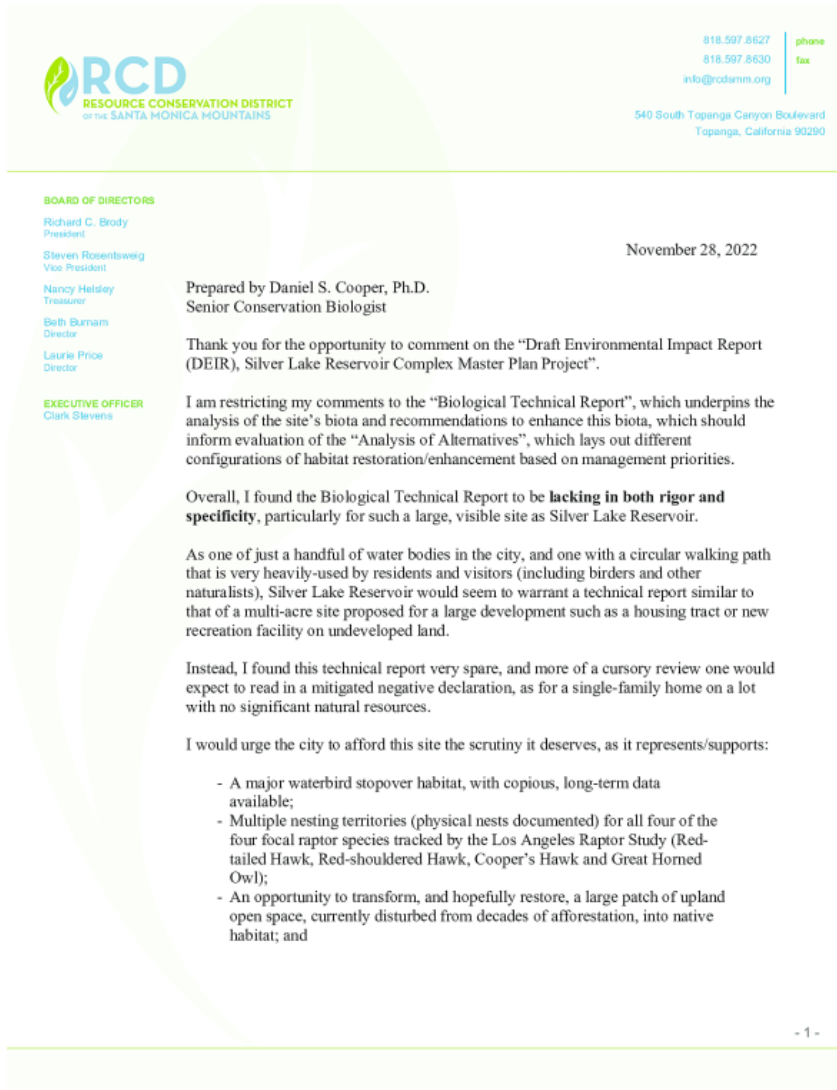 RCD
RESOURCE CONSERVATION DISTRICT
OF THE SANTA MONICA MOUNTAINS
818.597.8627 phone
818.597.8630 fax
info@rcdsmm.org
540 South Topanga Canyon Boulevard
Topanga, California 90290
BOARD OF DIRECTORS
Richard C. Brody
President
Steven Rosentsweig
Vice President
Nancy Helsley
Treasurer
Beth Burnam
Director
Laurie Price
Director
EXECUTIVE OFFICER
Clark Stevens
November 28, 2022
Prepared by Daniel S. Cooper, Ph.D.
Senior Conservation Biologist
Thank you for the opportunity to comment on the “Draft Environmental Impact Report
(DEIR), Silver Lake Reservoir Complex Master Plan Project”.
I am restricting my comments to the “Biological Technical Report”, which underpins the
analysis of the site’s biota and recommendations to enhance this biota, which should
inform evaluation of the “Analysis of Alternatives”, which lays out different
configurations of habitat restoration/enhancement based on management priorities.
Overall, I found the Biological Technical Report to be lacking in both rigor and
specificity, particularly for such a large, visible site as Silver Lake Reservoir.
As one of just a handful of water bodies in the city, and one with a circular walking path
that is very heavily-used by residents and visitors (including birders and other
naturalists), Silver Lake Reservoir would seem to warrant a technical report similar to
that of a multi-acre site proposed for a large development such as a housing tract or new
recreation facility on undeveloped land.
Instead, I found this technical report very spare, and more of a cursory review one would
expect to read in a mitigated negative declaration, as for a single-family home on a lot
with no significant natural resources.
I would urge the city to afford this site the scrutiny it deserves, as it represents/supports:
- A major waterbird stopover habitat, with copious, long-term data
available;
- Multiple nesting territories (physical nests documented) for all four of the
four focal raptor species tracked by the Los Angeles Raptor Study (Red-
tailed Hawk, Red-shouldered Hawk, Cooper’s Hawk and Great Horned
Owl);
- An opportunity to transform, and hopefully restore, a large patch of upland
open space, currently disturbed from decades of afforestation, into native
habitat; and
- 1 -